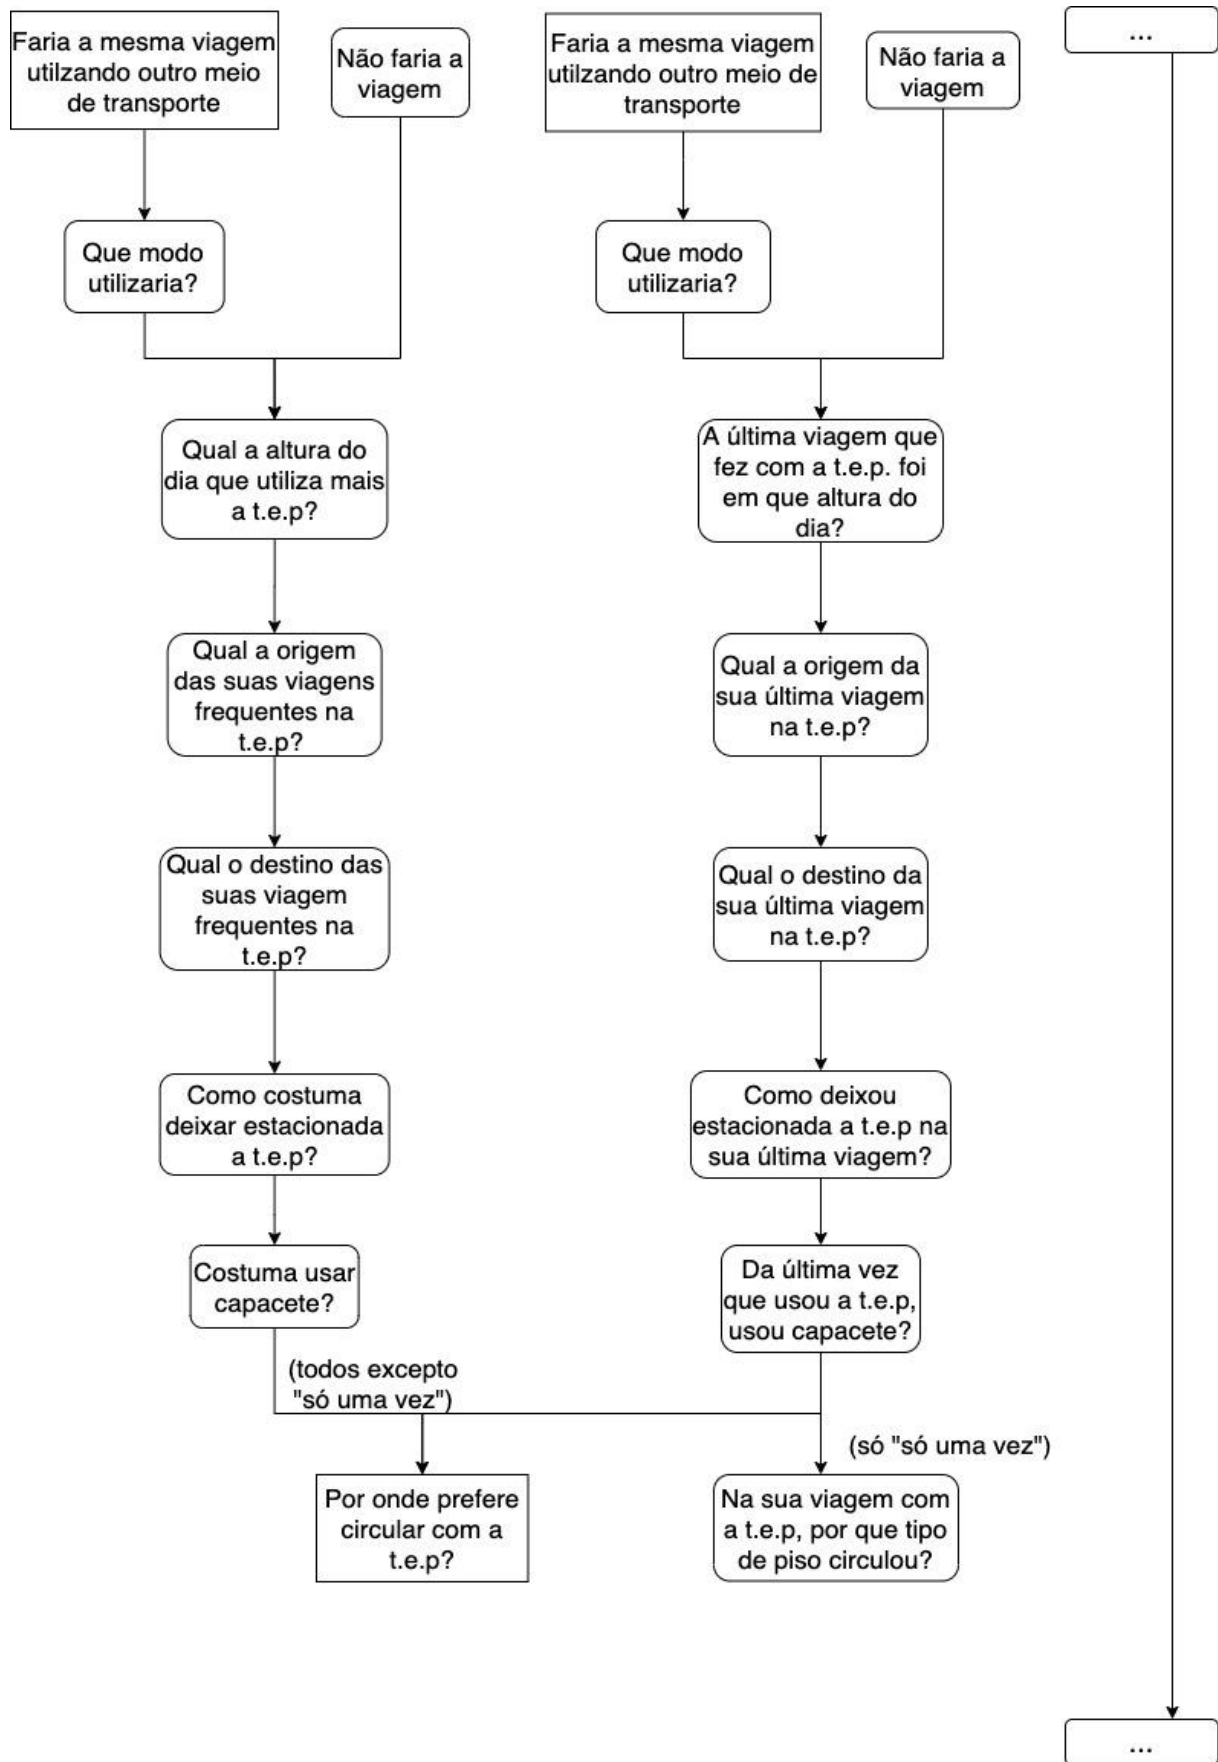 Faria a mesma viagem
utilzando outro meio
de transporte
Não faria a
viagem
Faria a mesma viagem
utilzando outro meio de
transporte
Não faria a
viagem
...
Que modo
utilizaria?
Que modo
utilizaria?
Qual a altura do
dia que utiliza mais
a t.e.p?
A última viagem que
fez com a t.e.p. foi
em que altura do
dia?
Qual a origem
das suas viagens
frequentes na
t.e.p?
Qual a origem da
sua última viagem
na t.e.p?
Qual o destino das
suas viagem
frequentes na
t.e.p?
Qual o destino da
sua última viagem
na t.e.p?
Como costuma
deixar estacionada
a t.e.p?
Como deixou
estacionada a t.e.p na
sua última viagem?
Costuma usar
capacete?
Da última vez
que usou a t.e.p,
usou capacete?
(todos excepto
"só uma vez")
(só "só uma vez")
Por onde prefere
circular com a
t.e.p?
Na sua viagem com
a t.e.p, por que tipo
de piso circulou?
...